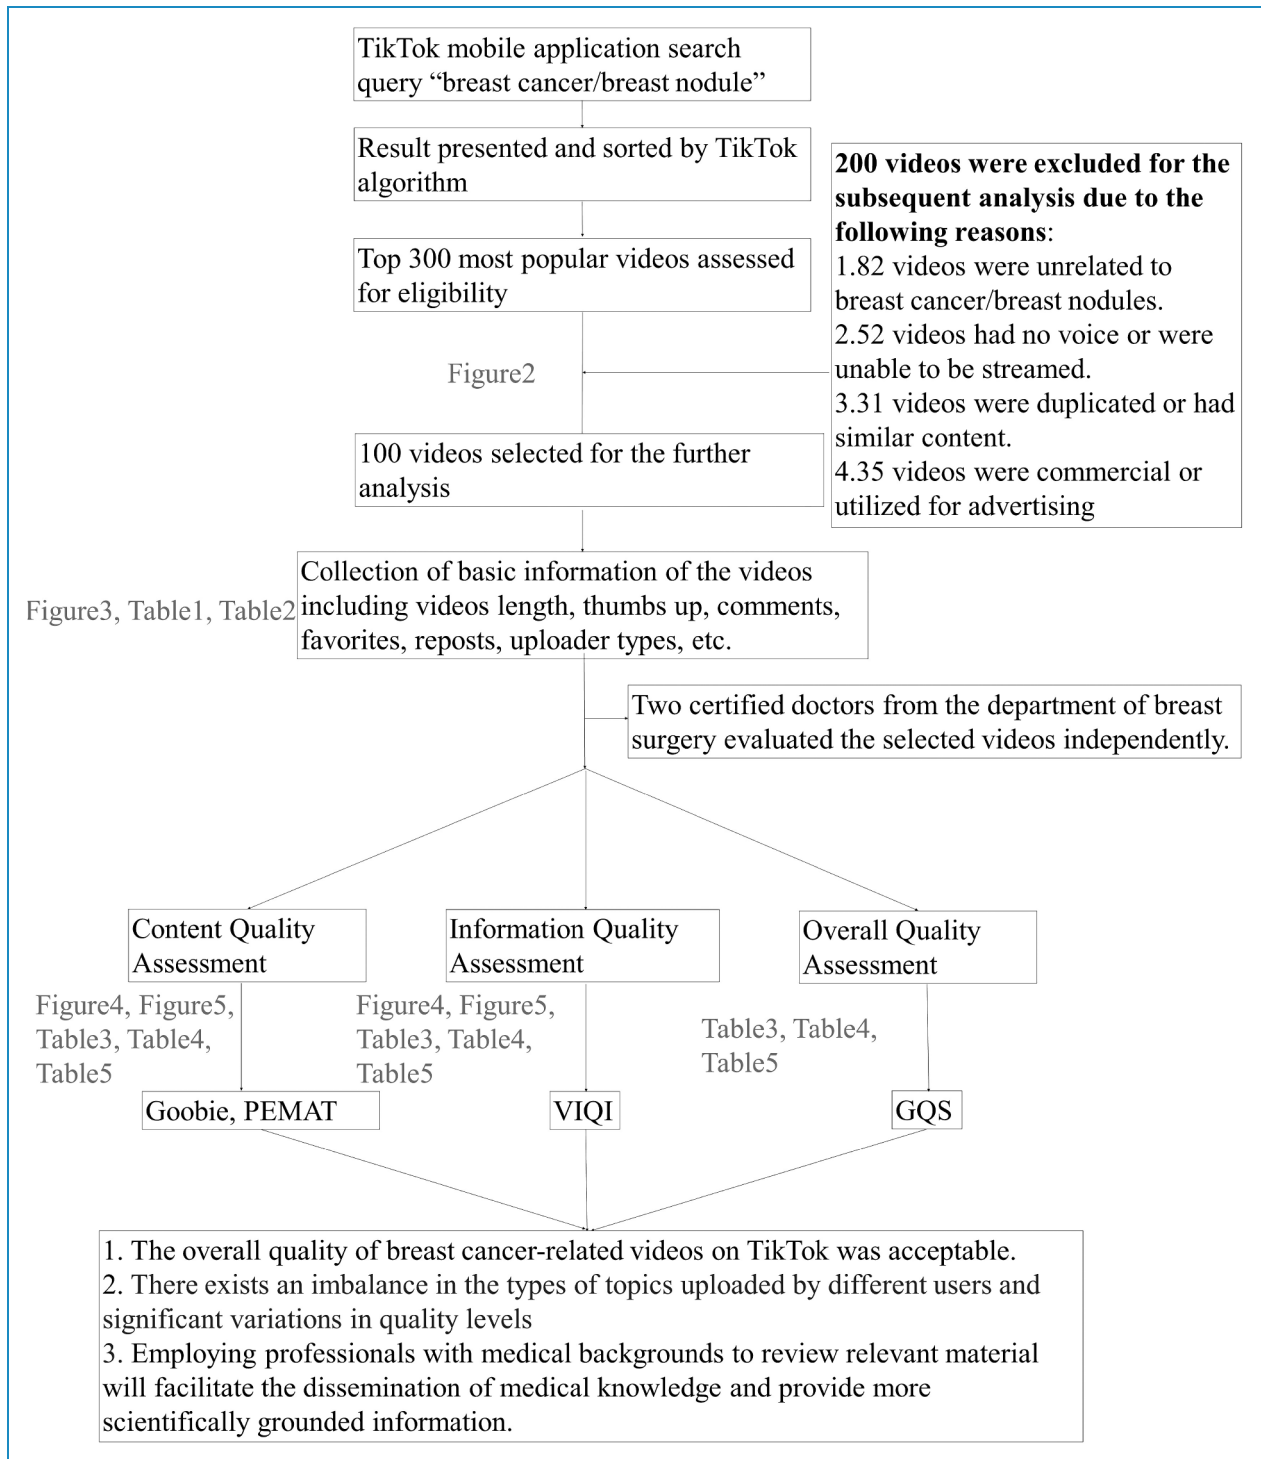 TikTok mobile application search
query “breast cancer/breast nodule”
Result presented and sorted by TikTok
algorithm
Top 300 most popular videos assessed
for eligibility
200 videos were excluded for the
subsequent analysis due to the
following reasons:
1.82 videos were unrelated to
breast cancer/breast nodules.
2.52 videos had no voice or were
unable to be streamed.
3.31 videos were duplicated or had
similar content.
4.35 videos were commercial or
utilized for advertising
Figure2
100 videos selected for the further
analysis
Figure3, Table1, Table2
Collection of basic information of the videos
including videos length, thumbs up, comments,
favorites, reposts, uploader types, etc.
Two certified doctors from the department of breast
surgery evaluated the selected videos independently.
Content Quality
Assessment
Figure4, Figure5,
Table3, Table4,
Table5
Goobie, PEMAT
Information Quality
Assessment
Figure4, Figure5,
Table3, Table4,
Table5
VIQI
Overall Quality
Assessment
Table3, Table4,
Table5
GQS
1. The overall quality of breast cancer-related videos on TikTok was acceptable.
2. There exists an imbalance in the types of topics uploaded by different users and
significant variations in quality levels
3. Employing professionals with medical backgrounds to review relevant material
will facilitate the dissemination of medical knowledge and provide more
scientifically grounded information.